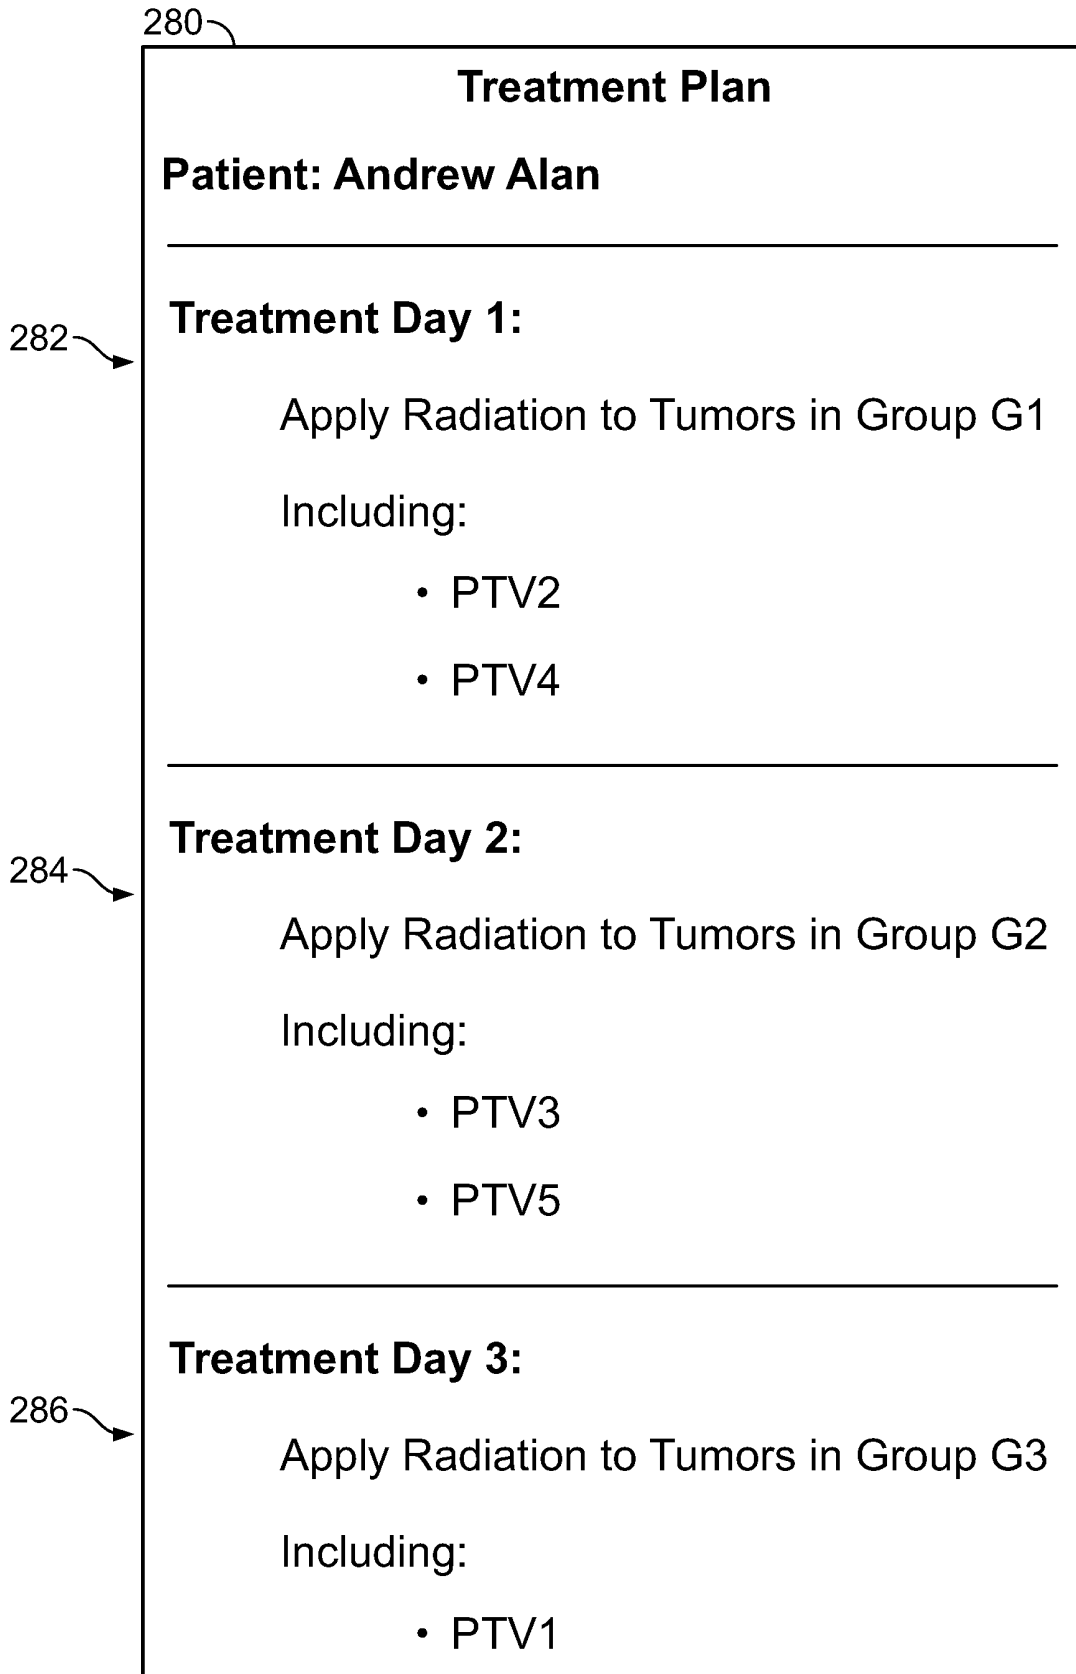 280
Treatment Plan
Patient: Andrew Alan
Treatment Day 1:
282
Apply Radiation to Tumors in Group G1
Including:
• PTV2
• PTV4
Treatment Day 2:
284
Apply Radiation to Tumors in Group G2
Including:
• PTV3
• PTV5
Treatment Day 3:
286
Apply Radiation to Tumors in Group G3
Including:
• PTV1